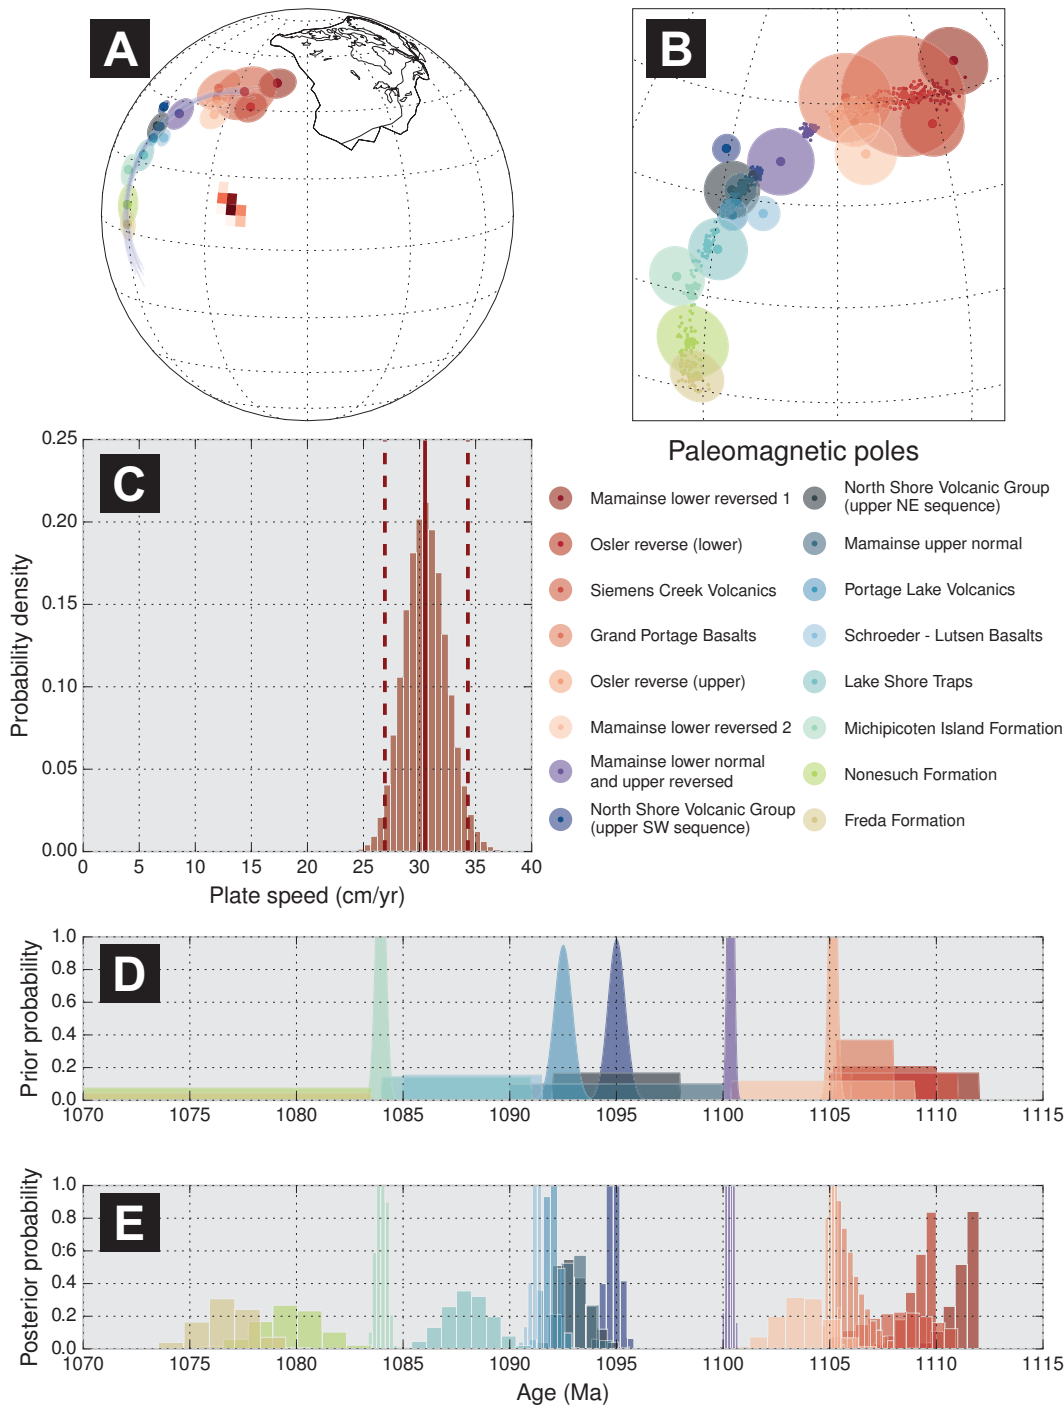 A
B
C
0.25
0.20
0.15
0.10
0.05
0.00
Probability density
0 5 10 15 20 25 30 35 40
Plate speed (cm/yr)
Paleomagnetic poles
Mamainse lower reversed 1
Osler reverse (lower)
Siemens Creek Volcanics
Grand Portage Basalts
Osler reverse (upper)
Mamainse lower reversed 2
Mamainse lower normal
and upper reversed
North Shore Volcanic Group
(upper SW sequence)
North Shore Volcanic Group
(upper NE sequence)
Mamainse upper normal
Portage Lake Volcanics
Schroeder - Lutsen Basalts
Lake Shore Traps
Michipicoten Island Formation
Nonesuch Formation
Freda Formation
D
1.0
0.8
0.6
0.4
0.2
0.0
Prior probability
1070 1075 1080 1085 1090 1095 1100 1105 1110 1115
E
1.0
0.8
0.6
0.4
0.2
0.0
Posterior probability
1070 1075 1080 1085 1090 1095 1100 1105 1110 1115
Age (Ma)